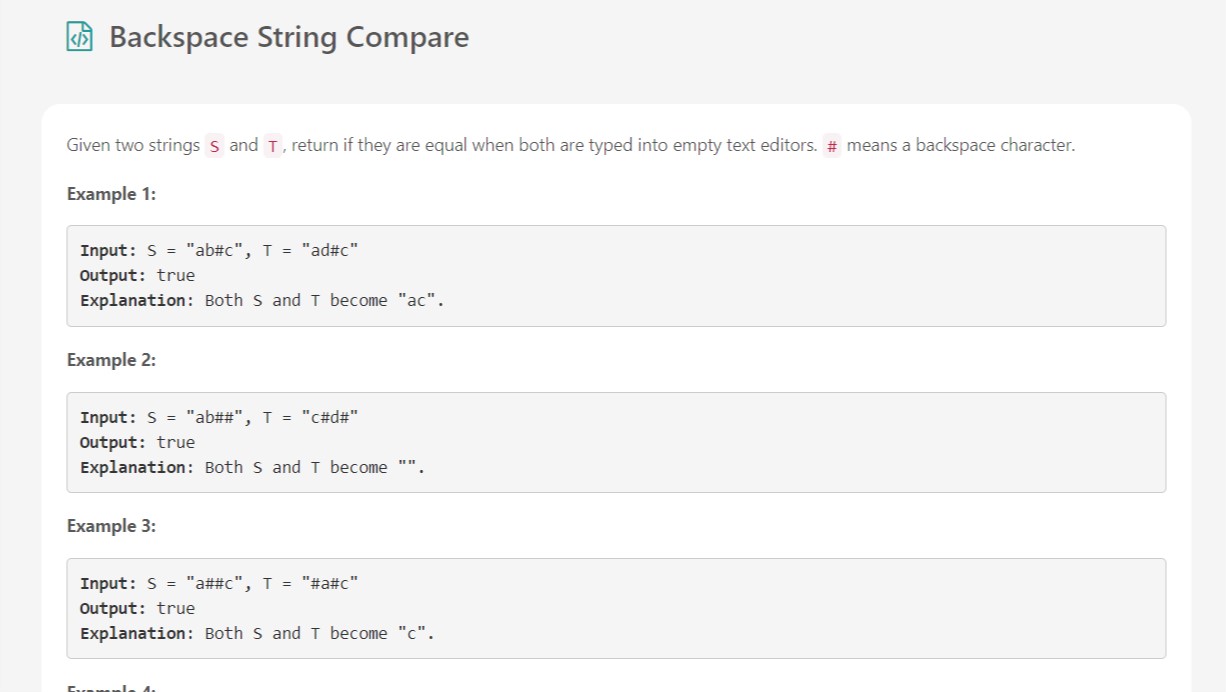 Backspace String Compare
Given two strings S and T, return if they are equal when both are typed into empty text editors. # means a backspace character.
Example 1:
Input: S = "ab#c", T = "ad#c"
Output: true
Explanation: Both S and T become "ac".
Example 2:
Input: S = "ab##", T = "c#d#"
Output: true
Explanation: Both S and T become "".
Example 3:
Input: S = "a##c", T = "#a#c"
Output: true
Explanation: Both S and T become "c".
Example 4: